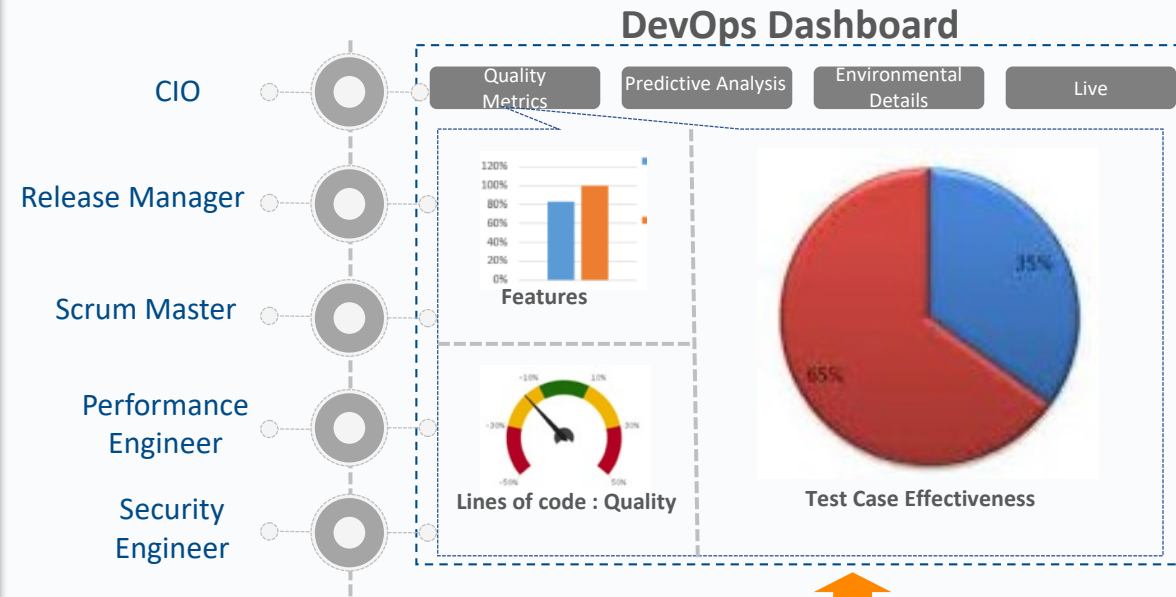 DevOps Dashboard
CIO
Release Manager
Scrum Master
Performance
Engineer
Security
Engineer
Quality
Metrics
Predictive Analysis
Environmental
Details
Live
120%
100%
80%
60%
40%
20%
0%
Features
-10%
10%
-30%
30%
-50%
50%
Lines of code : Quality
35%
65%
Test Case Effectiveness